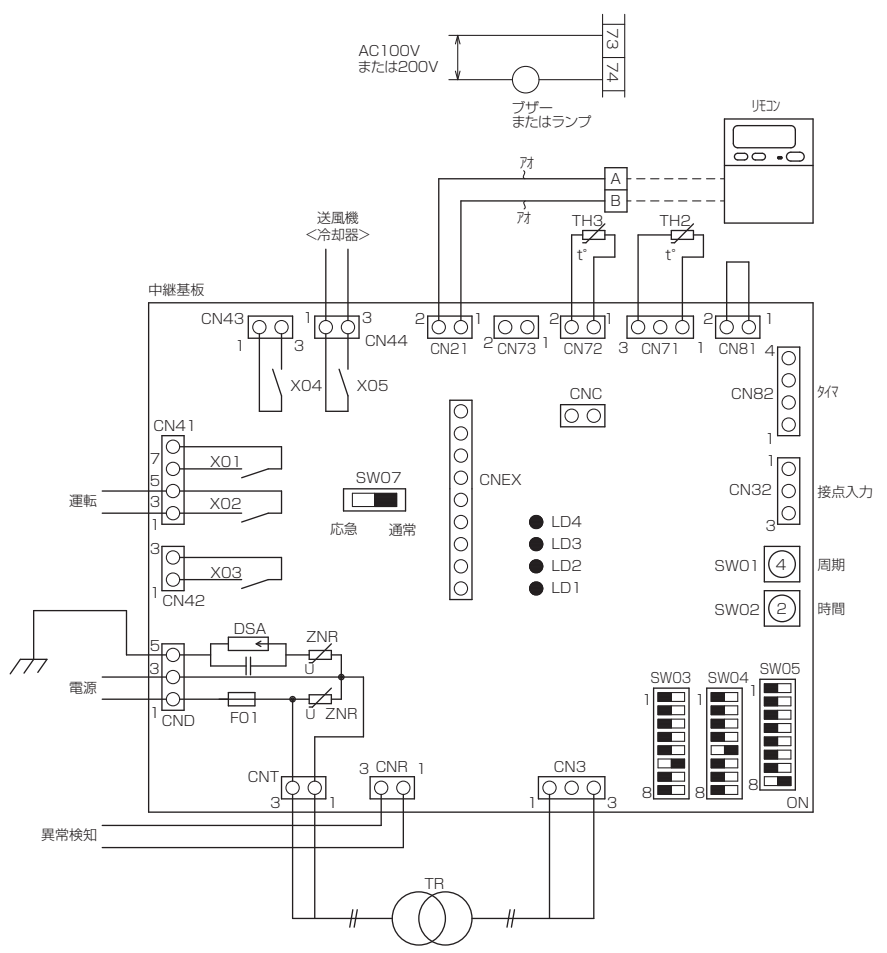 73
AC100V
または200V
74
ブザー
またはランプ
リモコン
アオ
A
B
アオ
送風機
<冷却器>
TH3
t°
TH2
t°
中継基板
CN43
1
3
1
3
CN44
2
1
CN21
2
CN73
1
2
1
CN72
3
CN71
1
2
1
CN81
X04
X05
4
CN82
1
タイマ
CNC
CN41
7
5
3
1
X01
X02
運転
SW07
応急
通常
CNEX
1
CN32
3
接点入力
LD4
LD3
LD2
LD1
3
1
X03
CN42
SW01
4
周期
SW02
2
時間
DSA
ZNR
U
5
3
1
電源
CND
F01
U
ZNR
SW03
1
8
SW04
1
8
SW05
1
8
ON
CNT
3
1
3
CNR
1
CN3
1
3
異常検知
TR